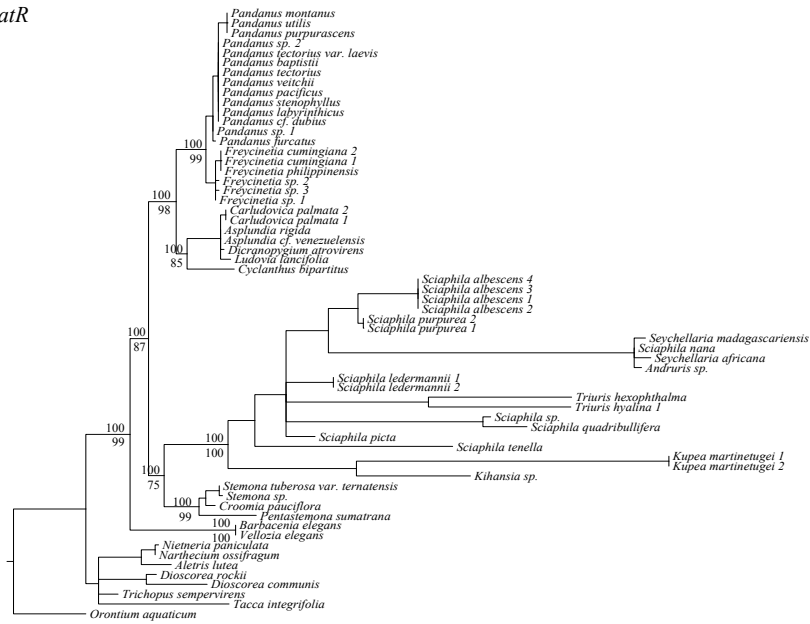 atR
Pandanus montanus
Pandanus utilis
Pandanus purpurascens
Pandanus sp. 2
Pandanus tectorius var. laevis
Pandanus baptistii
Pandanus tectorius
Pandanus veitchii
Pandanus pacificus
Pandanus stenophyllus
Pandanus labyrinthicus
Pandanus cf. dubius
Pandanus sp. 1
Pandanus furcatus
100
99
Freycinetia cumingiana 2
Freycinetia cumingiana 1
Freycinetia philippinensis
Freycinetia sp. 2
Freycinetia sp. 3
Freycinetia sp. 1
100
98
Carludovica palmata 2
Carludovica palmata 1
Asplundia rigida
Asplundia cf. venezuelensis
Dicranopygium atrovirens
Ludovia lancifolia
Cyclanthus bipartitus
100
85
Sciaphila albescens 4
Sciaphila albescens 3
Sciaphila albescens 1
Sciaphila albescens 2
Sciaphila purpurea 2
Sciaphila purpurea 1
100
87
Seychellaria madagascariensis
Sciaphila nana
Seychellaria africana
Andruris sp.
Sciaphila ledermannii 1
Sciaphila ledermannii 2
Triuris hexophthalma
Triuris hyalina 1
Sciaphila sp.
Sciaphila quadribullifera
Sciaphila picta
Sciaphila tenella
100
99
100
100
Kupea martinetugei 1
Kupea martinetugei 2
Kihansia sp.
100
75
Stemona tuberosa var. ternatensis
Stemona sp.
Croomia pauciflora
Pentastemona sumatrana
100
99
Barbacenia elegans
Vellozia elegans
100
100
Nietneria paniculata
Narthecium ossifragum
Aletris lutea
Dioscorea rockii
Dioscorea communis
Trichopus sempervirens
Tacca integrifolia
Orontium aquaticum